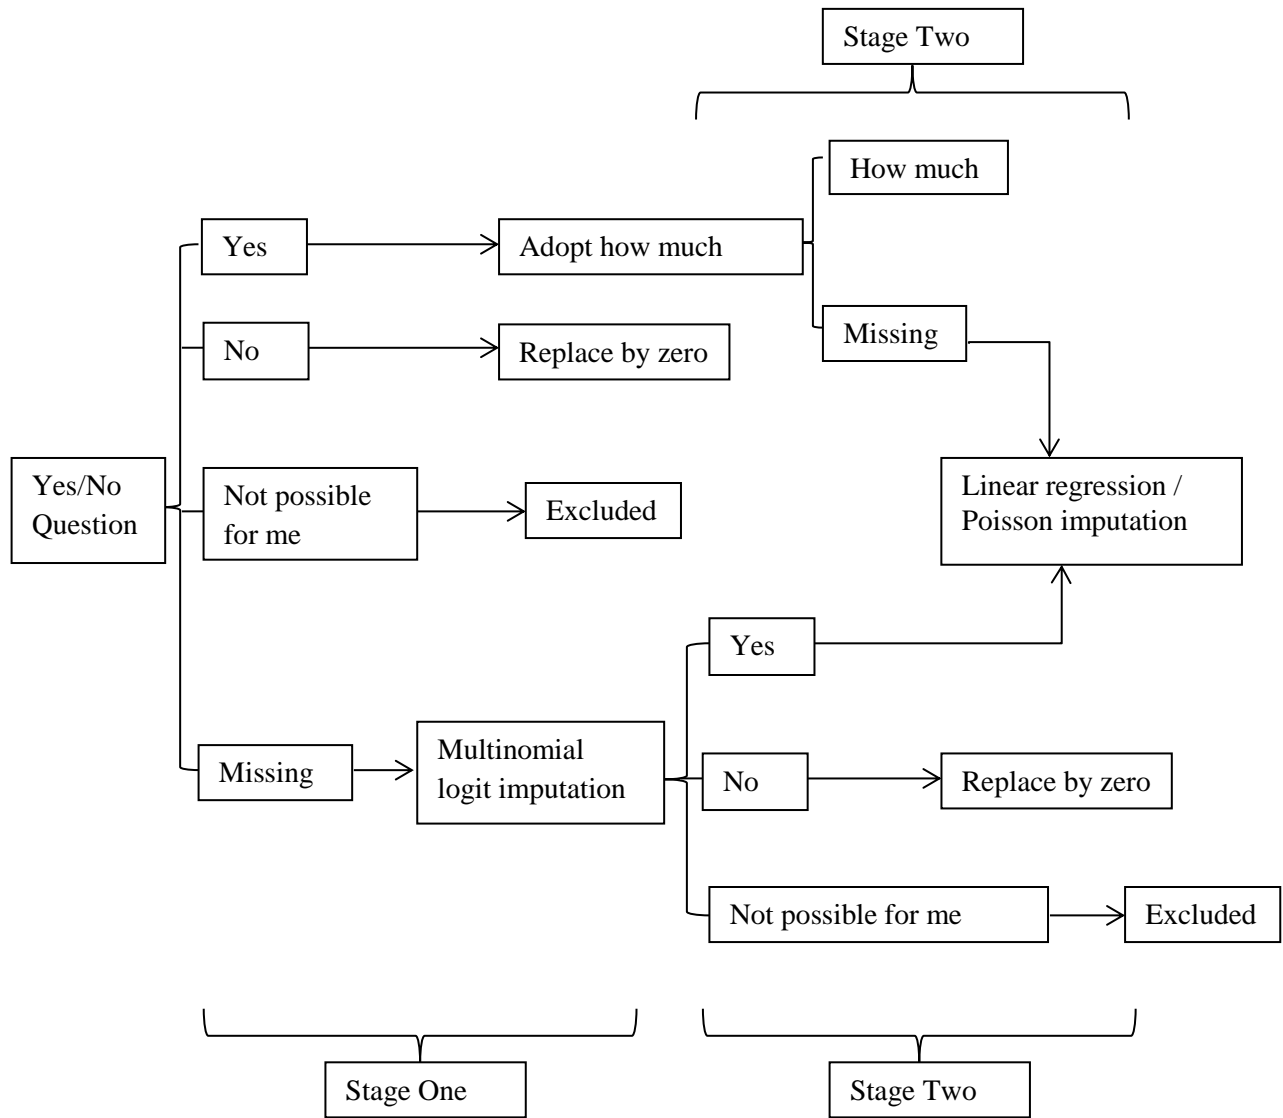 Stage Two
How much
Yes
Adopt how much
No
Replace by zero
Missing
Yes/No
Question
Not possible
for me
Excluded
Linear regression /
Poisson imputation
Yes
Missing
Multinomial
logit imputation
No
Replace by zero
Not possible for me
Excluded
Stage One
Stage Two